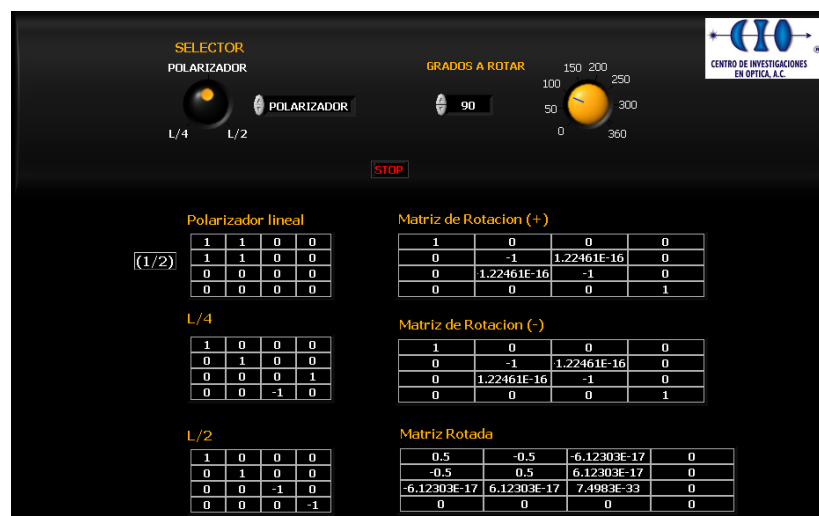 SELECTOR
POLARIZADOR
L/4 L/2
POLARIZADOR
GRADOS A ROTAR
90
0 50 100 150 200 250 300 360
CIO ®
CENTRO DE INVESTIGACIONES
EN OPTICA, A.C.
STOP
Polarizador lineal
(1/2)
1 1 0 0
1 1 0 0
0 0 0 0
0 0 0 0
Matriz de Rotacion (+)
1 0 0 0
0 -1 1.22461E-16 0
0 -1.22461E-16 -1 0
0 0 0 1
L/4
1 0 0 0
0 1 0 0
0 0 0 1
0 0 -1 0
Matriz de Rotacion (-)
1 0 0 0
0 -1 -1.22461E-16 0
0 1.22461E-16 -1 0
0 0 0 1
L/2
1 0 0 0
0 1 0 0
0 0 -1 0
0 0 0 -1
Matriz Rotada
0.5 -0.5 -6.12303E-17 0
-0.5 0.5 6.12303E-17 0
-6.12303E-17 6.12303E-17 7.4983E-33 0
0 0 0 0